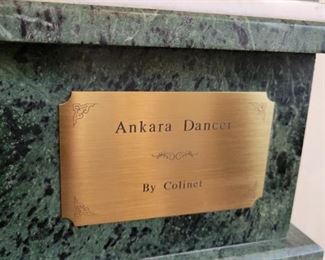 Ankara Dancer
By Colinet